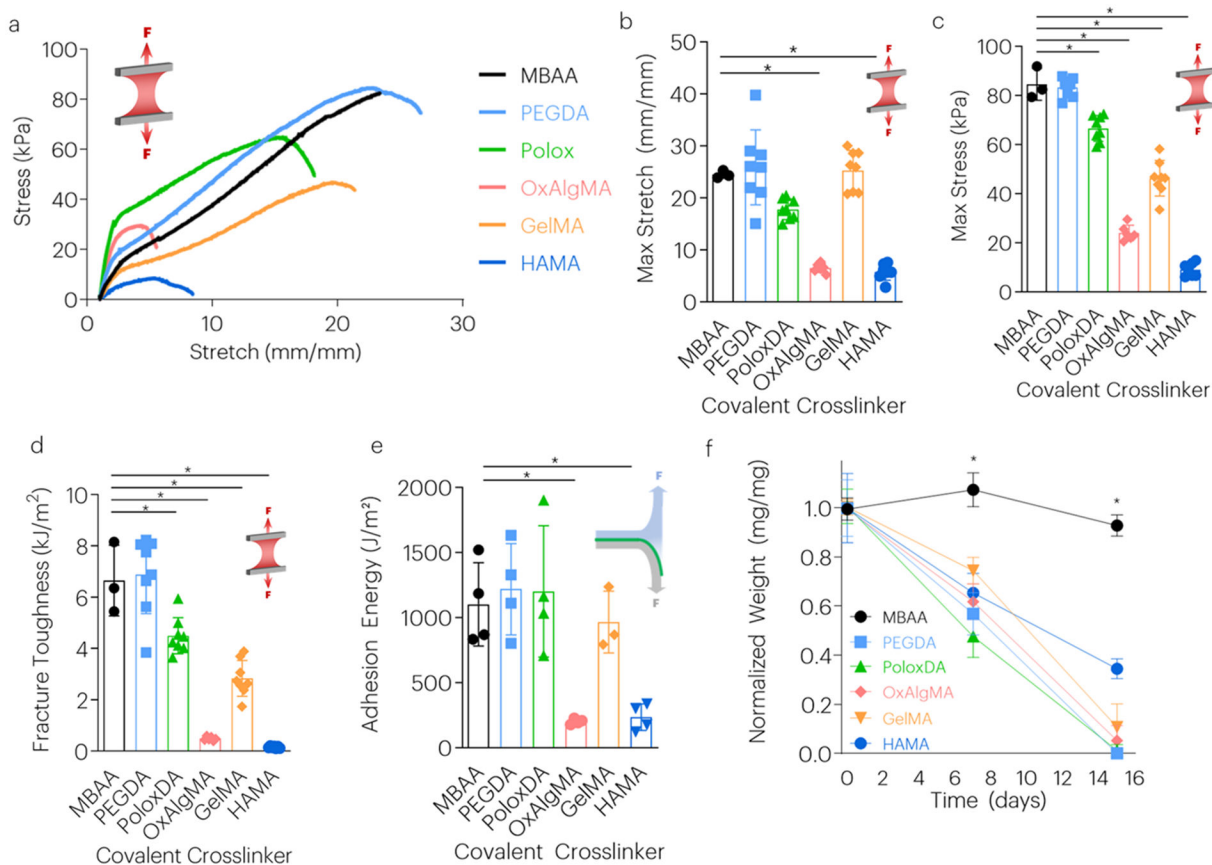 a
F
F
100
80
60
40
20
0
Stress (kPa)
0
10
20
30
Stretch (mm/mm)
MBAA
PEGDA
Polox
OxAlgMA
GelMA
HAMA
b
50
40
30
20
10
0
Max Stretch (mm/mm)
*
*
F
F
MBAA
PEGDA
PoloxDA
OxAlgMA
GelMA
HAMA
Covalent Crosslinker
c
100
80
60
40
20
0
Max Stress (kPa)
*
*
*
*
F
F
MBAA
PEGDA
PoloxDA
OxAlgMA
GelMA
HAMA
Covalent Crosslinker
d
10
8
6
4
2
0
Fracture Toughness (kJ/m²)
*
*
*
*
F
F
MBAA
PEGDA
PoloxDA
OxAlgMA
GelMA
HAMA
Covalent Crosslinker
e
2000
1500
1000
500
0
Adhesion Energy (J/m²)
*
*
F
F
MBAA
PEGDA
PoloxDA
OxAlgMA
GelMA
HAMA
Covalent Crosslinker
f
1.0
0.8
0.6
0.4
0.2
0.0
Normalized Weight (mg/mg)
*
*
MBAA
PEGDA
PoloxDA
OxAlgMA
GelMA
HAMA
0
2
4
6
8
10
12
14
16
Time (days)